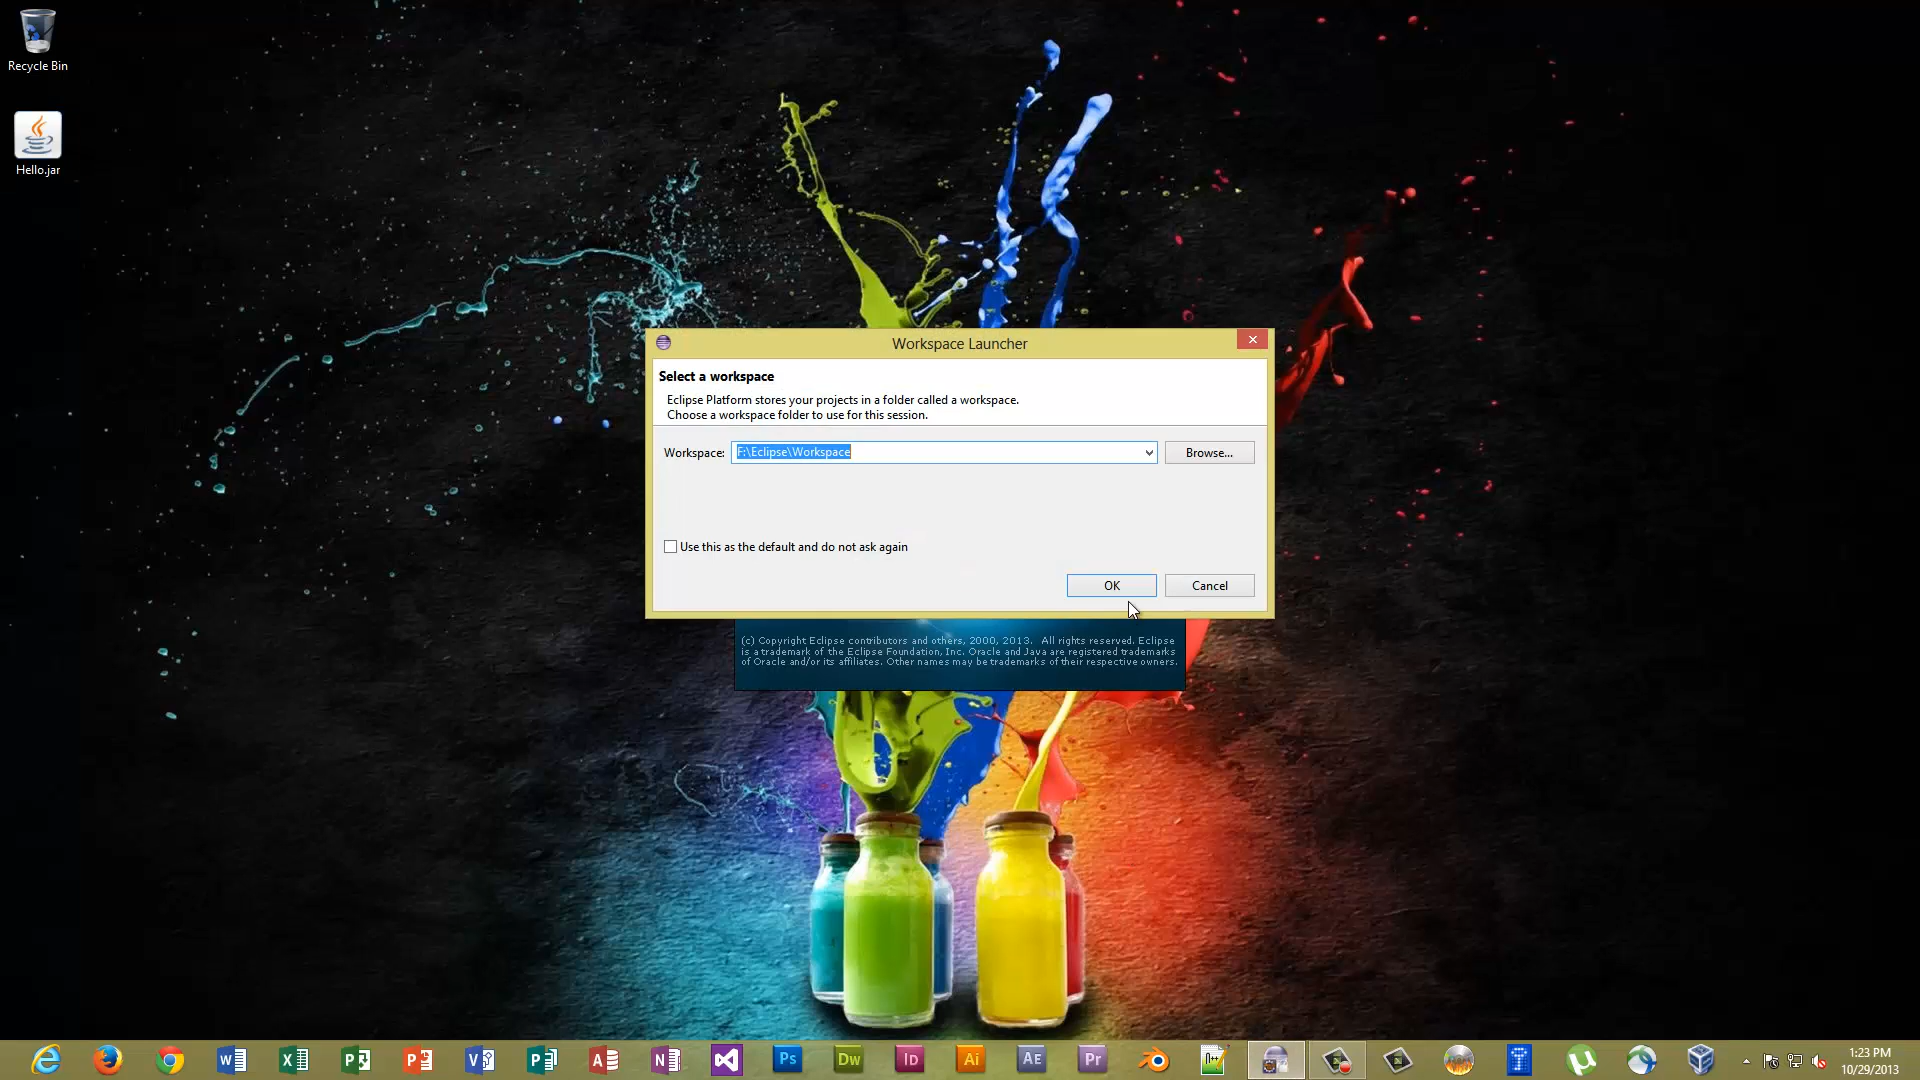 Recycle Bin
Hello.jar
Workspace Launcher
Select a workspace
Eclipse Platform stores your projects in a folder called a workspace.
Choose a workspace folder to use for this session.
Workspace:
F:\Eclipse\Workspace
Browse...
Use this as the default and do not ask again
OK
Cancel
(c) Copyright Eclipse contributors and others, 2000, 2013. All rights reserved. Eclipse
is a trademark of the Eclipse Foundation, Inc. Oracle and Java are registered trademarks
of Oracle and/or its affiliates. Other names may be trademarks of their respective owners.
Ps
Dw
Id
Ai
AE
Pr
1:23 PM
10/29/2013